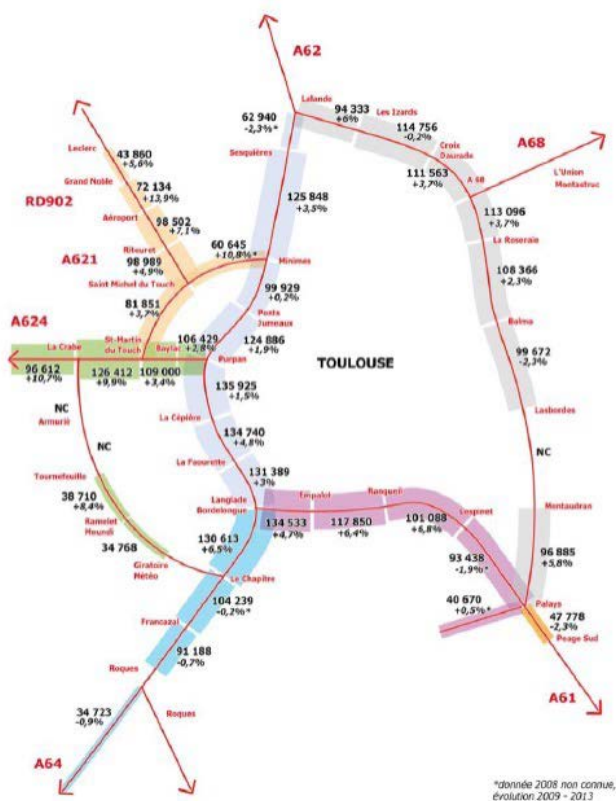 A62
Lalande
94 333
+6%
Les Izards
114 756
-0,2%
Croix
Daurade
111 563
+3,7%
A 68
A68
L'Union
Montastruc
62 940
-2,3%*
Sesquières
125 848
+3,5%
Leclerc
43 860
+5,6%
Grand Noble
72 134
+13,9%
RD902
Aéroport
98 502
+7,1%
Ritouret
98 989
+4,9%
A621
60 645
+10,8%*
Minimes
Saint Michel du Touch
81 851
+3,7%
99 929
+0,2%
Ponts
Jumeaux
113 096
+3,7%
La Roseraie
108 366
+2,3%
Balma
99 672
-2,3%
Lasbordes
A624
La Crabe
St-Martin
du Touch
Baylac
106 429
+2,8%
124 886
+1,9%
Purpan
TOULOUSE
96 612
+10,7%
126 412
+9,9%
109 000
+3,4%
135 925
+1,5%
NC
Armurié
NC
La Cépière
134 740
+4,8%
La Faourette
131 389
+3%
NC
Tournefeuille
38 710
+8,4%
Ramelet
Moundi
34 768
Giratoire
Météo
Langlade
Bordelongue
Empalot
134 533
+4,7%
117 850
+6,4%
Rangueil
101 088
+6,8%
Lespinet
93 438
-1,9%*
Montaudran
96 885
+5,8%
130 613
+6,5%
Le Chapitre
104 239
-0,2%*
Francazal
91 188
-0,7%
Roques
40 670
+0,5%*
Palays
47 778
-2,3%
Peage Sud
A61
34 723
-0,9%
Roques
A64
*donnée 2008 non connue,
évolution 2009 - 2013